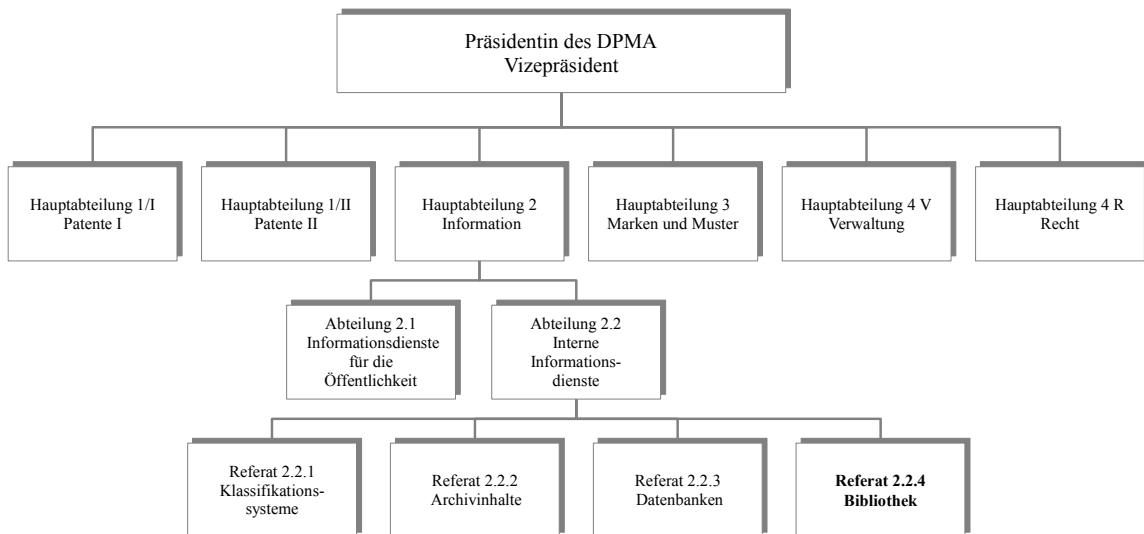 Präsidentin des DPMA
Vizepräsident
Hauptabteilung 1/I
Patente I
Hauptabteilung 1/II
Patente II
Hauptabteilung 2
Information
Hauptabteilung 3
Marken und Muster
Hauptabteilung 4 V
Verwaltung
Hauptabteilung 4 R
Recht
Abteilung 2.1
Informationsdienste
für die
Öffentlichkeit
Abteilung 2.2
Interne
Informations-
dienste
Referat 2.2.1
Klassifikations-
systeme
Referat 2.2.2
Archivinhalte
Referat 2.2.3
Datenbanken
Referat 2.2.4
Bibliothek